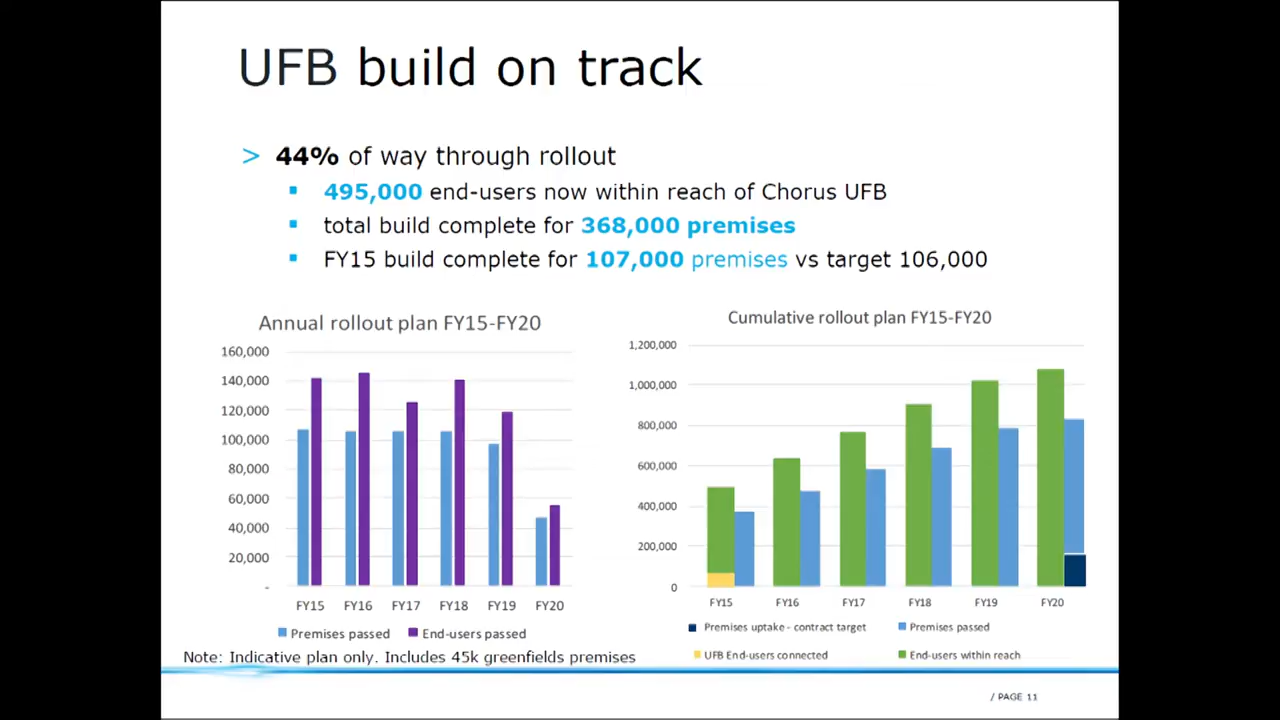 UFB build on track
> 44% of way through rollout
▪ 495,000 end-users now within reach of Chorus UFB
▪ total build complete for 368,000 premises
▪ FY15 build complete for 107,000 premises vs target 106,000
Annual rollout plan FY15-FY20
160,000
140,000
120,000
100,000
80,000
60,000
40,000
20,000
-
FY15 FY16 FY17 FY18 FY19 FY20
Premises passed End-users passed
Cumulative rollout plan FY15-FY20
1,200,000
1,000,000
800,000
600,000
400,000
200,000
0
FY15 FY16 FY17 FY18 FY19 FY20
Premises uptake - contract target Premises passed
UFB End-users connected End-users within reach
Note: Indicative plan only. Includes 45k greenfields premises
/ PAGE 11